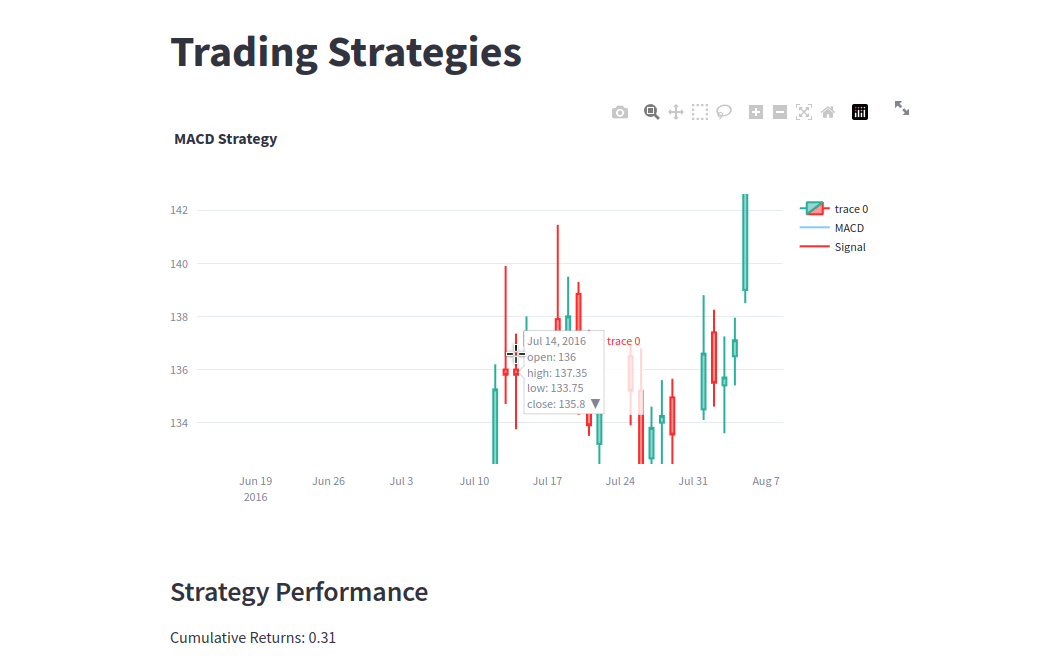 Trading Strategies
MACD Strategy
142
140
138
136
134
trace 0
MACD
Signal
Jul 14, 2016
open: 136
high: 137.35
low: 133.75
close: 135.8 ▼
trace 0
Jun 19
2016
Jun 26
Jul 3
Jul 10
Jul 17
Jul 24
Jul 31
Aug 7
Strategy Performance
Cumulative Returns: 0.31